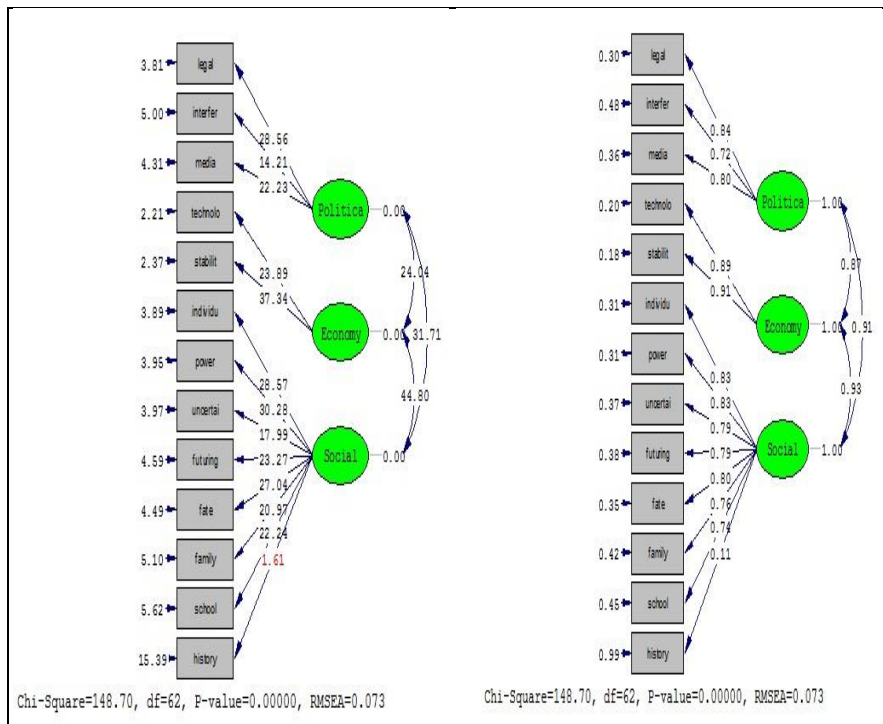 3.81 legal
5.00 interfer
4.31 media
2.21 technolo
2.37 stabilit
3.89 individu
3.95 power
3.97 uncertai
4.59 futuring
4.49 fate
5.10 family
5.62 school
15.39 history
28.56
14.21
22.23
23.89
37.34
28.57
30.28
17.99
23.27
27.04
20.97
22.24
1.61
Politica 0.00
Economy 0.00
Social 0.00
24.04
31.71
44.80
Chi-Square=148.70, df=62, P-value=0.00000, RMSEA=0.073
0.30 legal
0.48 interfer
0.36 media
0.20 technolo
0.18 stabilit
0.31 individu
0.31 power
0.37 uncertai
0.38 futuring
0.35 fate
0.42 family
0.45 school
0.99 history
0.84
0.72
0.80
0.89
0.91
0.83
0.83
0.79
0.79
0.80
0.76
0.74
0.11
Politica 1.00
Economy 1.00
Social 1.00
0.87
0.91
0.93
Chi-Square=148.70, df=62, P-value=0.00000, RMSEA=0.073